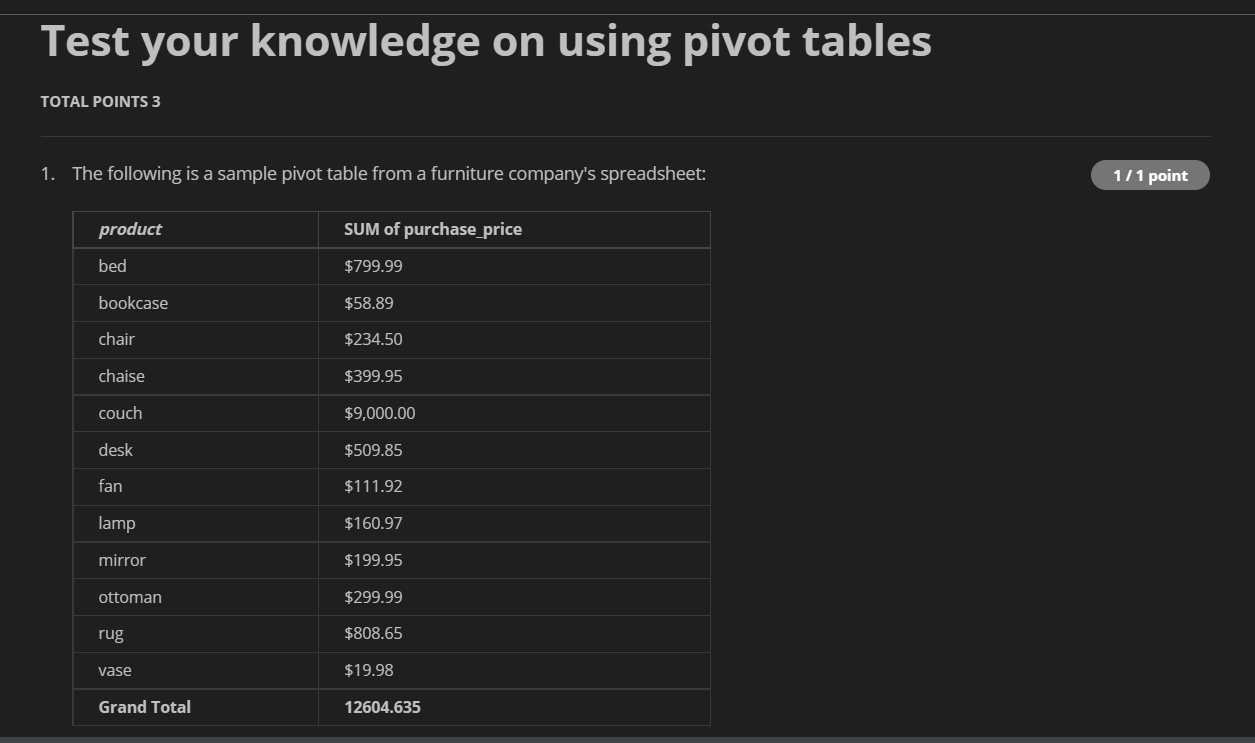 Test your knowledge on using pivot tables
TOTAL POINTS 3
1. The following is a sample pivot table from a furniture company's spreadsheet:
1 / 1 point
product SUM of purchase_price
bed $799.99
bookcase $58.89
chair $234.50
chaise $399.95
couch $9,000.00
desk $509.85
fan $111.92
lamp $160.97
mirror $199.95
ottoman $299.99
rug $808.65
vase $19.98
Grand Total 12604.635